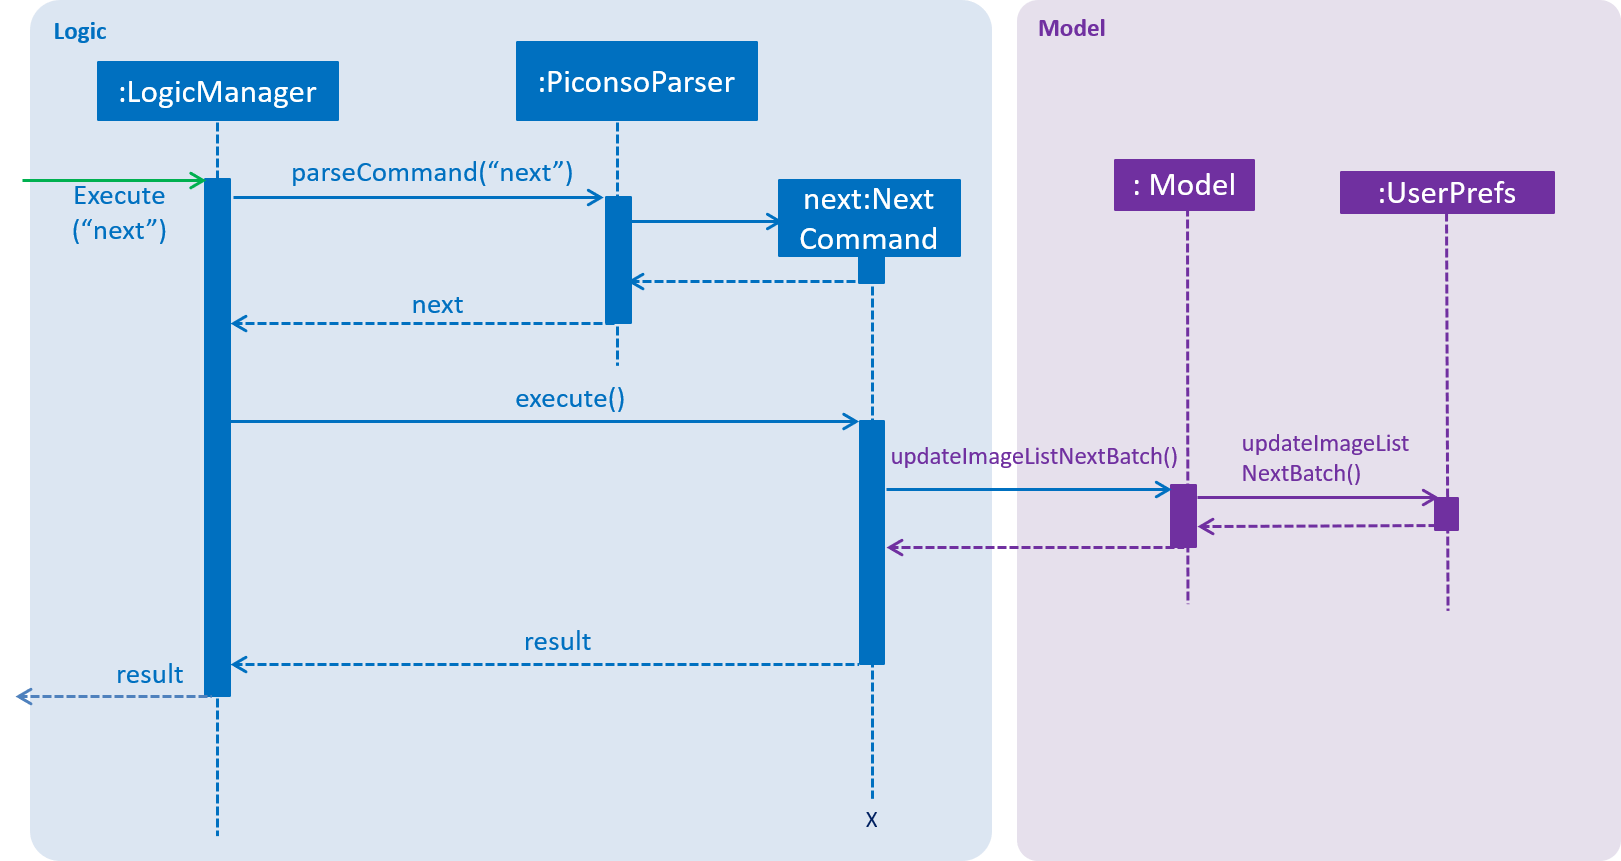 Logic
Model
:LogicManager
:PiconsoParser
parseCommand(“next”)
Execute
(“next”)
next:Next
Command
: Model
:UserPrefs
next
execute()
updateImageListNextBatch()
updateImageList
NextBatch()
result
result
X